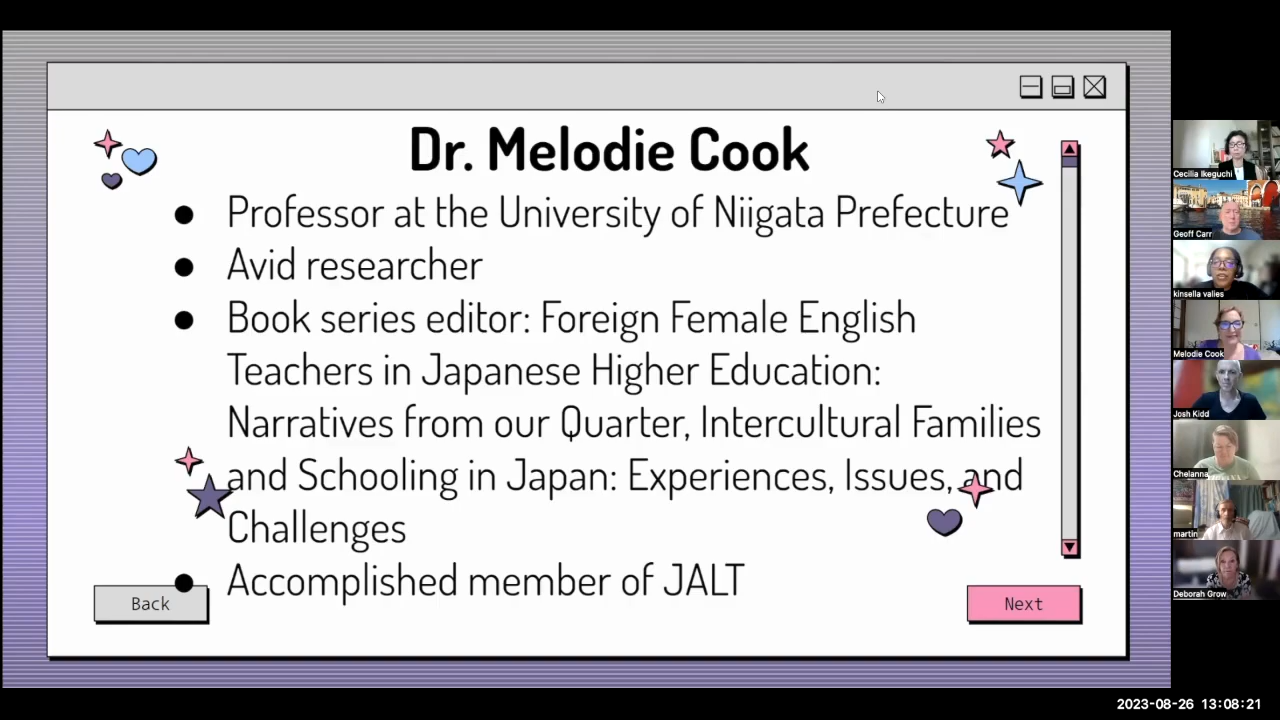 Dr. Melodie Cook
● Professor at the University of Niigata Prefecture
● Avid researcher
● Book series editor: Foreign Female English
Teachers in Japanese Higher Education:
Narratives from our Quarter, Intercultural Families
and Schooling in Japan: Experiences, Issues, and
Challenges
● Accomplished member of JALT
Back
Next
Cecilia Ikeguchi
Geoff Carr
kinsella valies
Melodie Cook
Josh Kidd
Chelanna
martin
Deborah Grow
2023-08-26 13:08:21